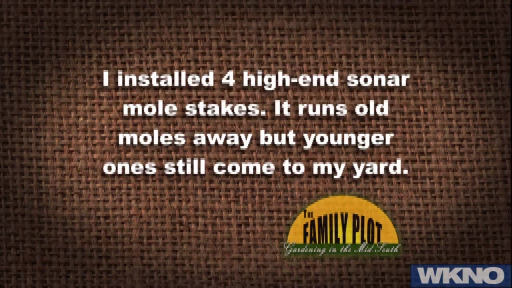 I installed 4 high-end sonar
mole stakes. It runs old
moles away but younger
ones still come to my yard.
The
FAMILY PLOT
Gardening in the Mid South
WKNO